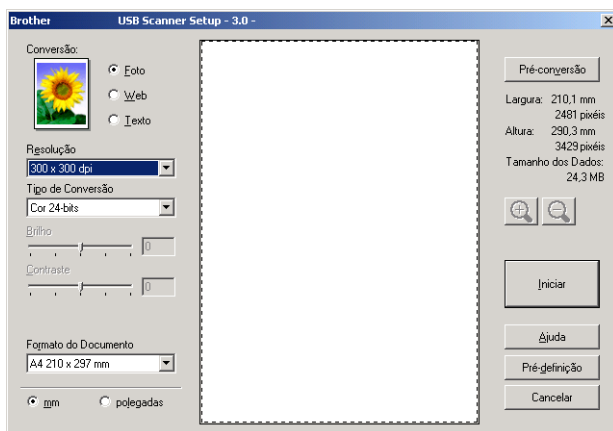 Brother USB Scanner Setup - 3.0 -
Conversão:
Foto
Web
Texto
Resolução
300 x 300 dpi
Tipo de Conversão
Cor 24-bits
Brilho
0
Contraste
0
Formato do Documento
A4 210 x 297 mm
mm polegadas
Pré-conversão
Largura: 210,1 mm
2481 pixéis
Altura: 290,3 mm
3429 pixéis
Tamanho dos Dados:
24,3 MB
Iniciar
Ajuda
Pré-definição
Cancelar